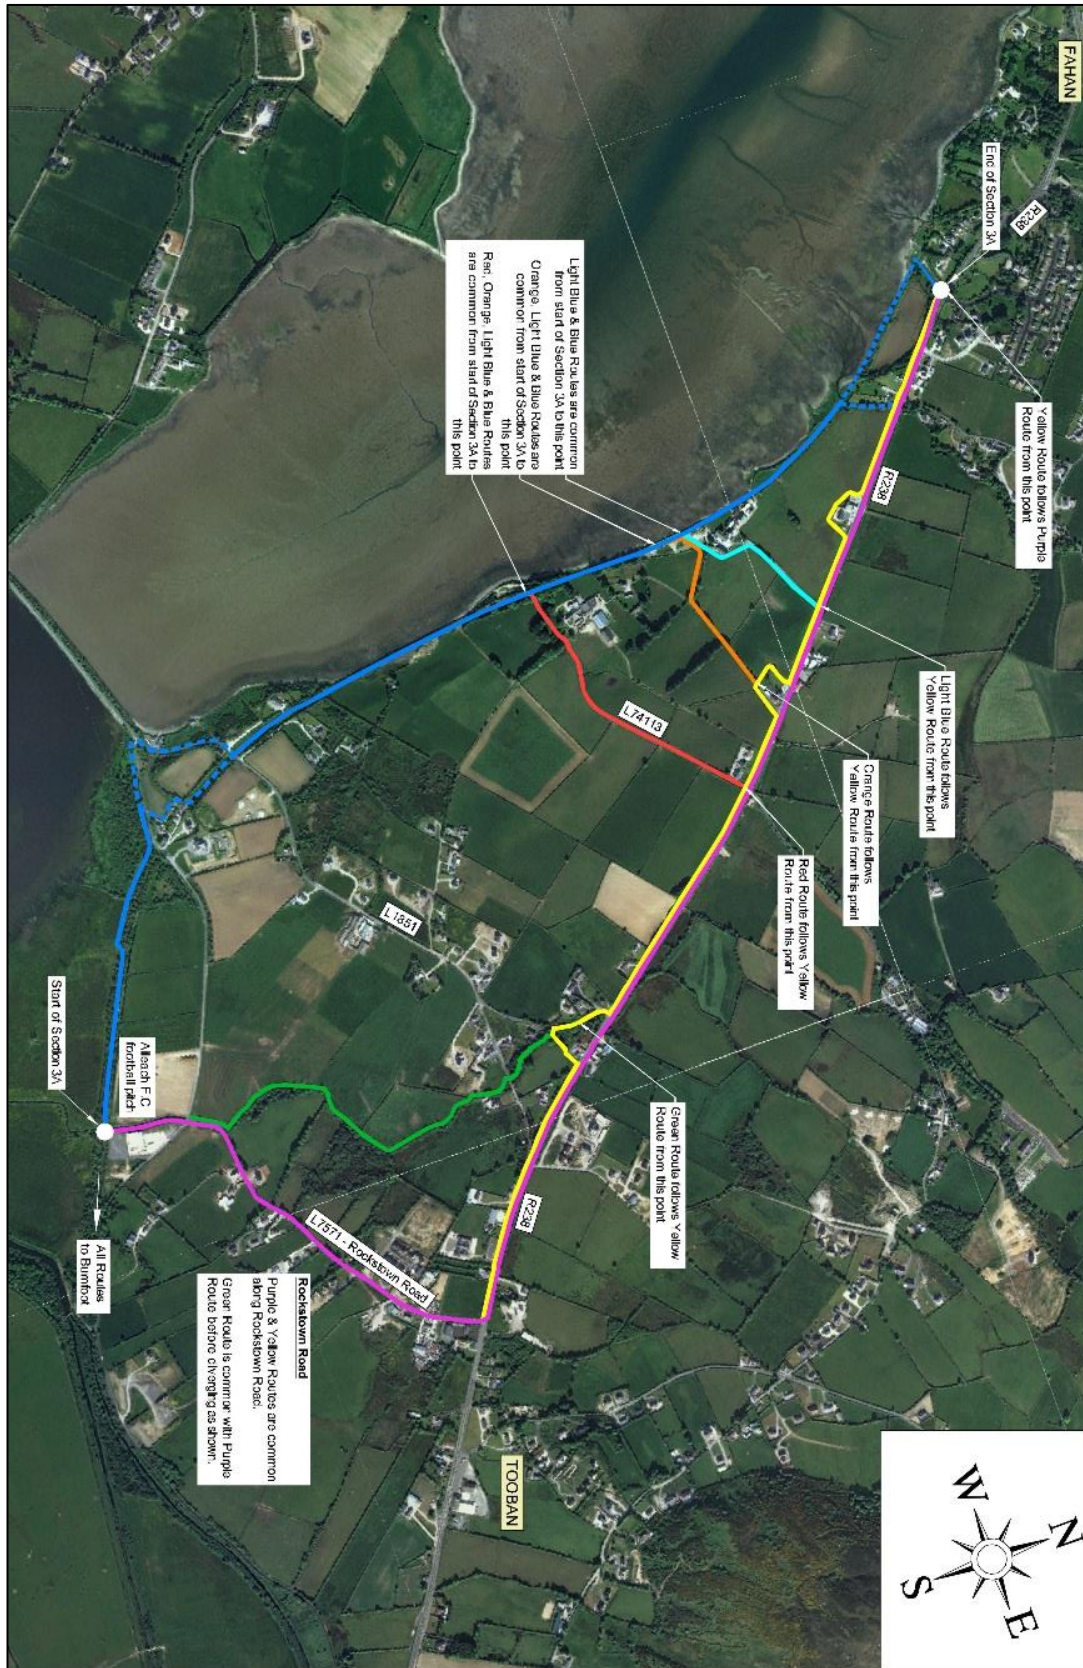 FAHAN
R238
End of Section 3A
Yellow Route follows Purple
Route from this point
R238
Light Blue & Blue Routes are common
from start of Section 3A to this point
Orange, Light Blue & Blue Routes are
common from start of Section 3A to
this point
Red, Orange, Light Blue & Blue Routes
are common from start of Section 3A to
this point
Light Blue Route follows
Yellow Route from this point
Orange Route follows
Yellow Route from this point
L74113
Red Route follows Yellow
Route from this point
L1851
Green Route follows Yellow
Route from this point
Start of Section 3A
Aileach F.C
football pitch
R238
L7571 - Rockstown Road
All Routes
to Burnfoot
Rockstown Road
Purple & Yellow Routes are common
along Rockstown Road.
Green Route is common with Purple
Route before diverging as shown.
TOOBAN
N
W
E
S